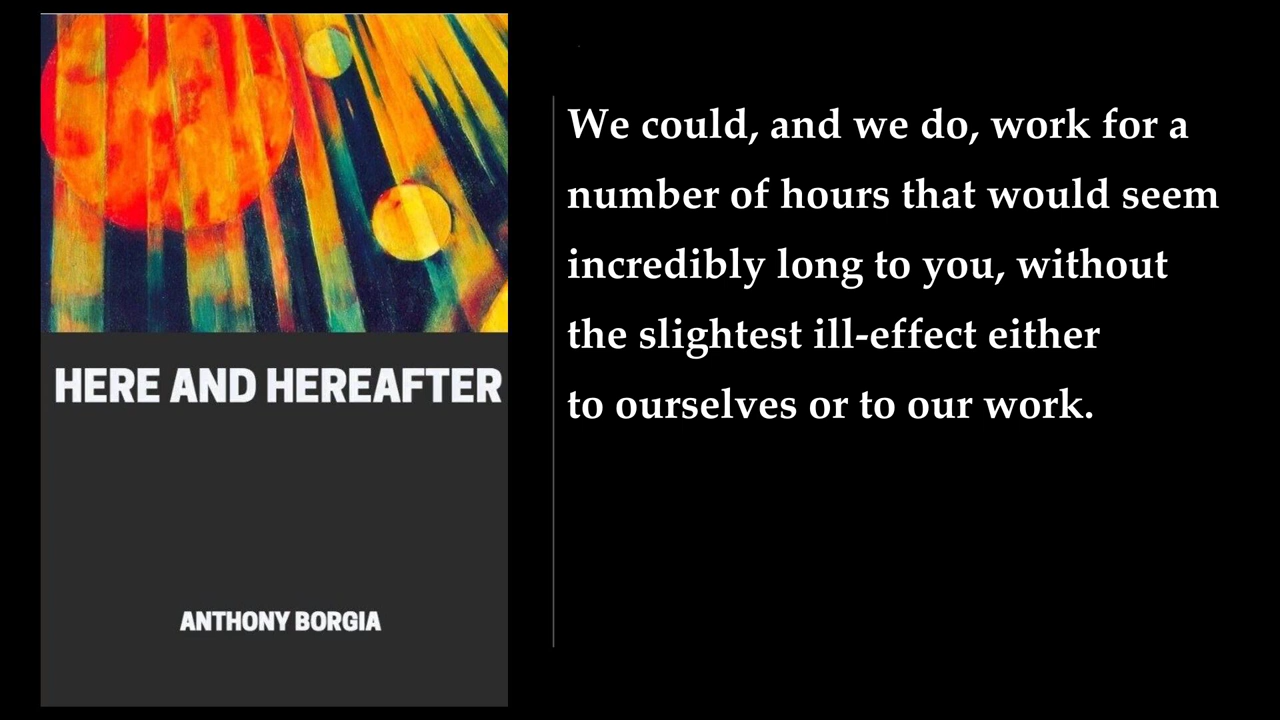 HERE AND HEREAFTER
ANTHONY BORGIA
We could, and we do, work for a
number of hours that would seem
incredibly long to you, without
the slightest ill-effect either
to ourselves or to our work.